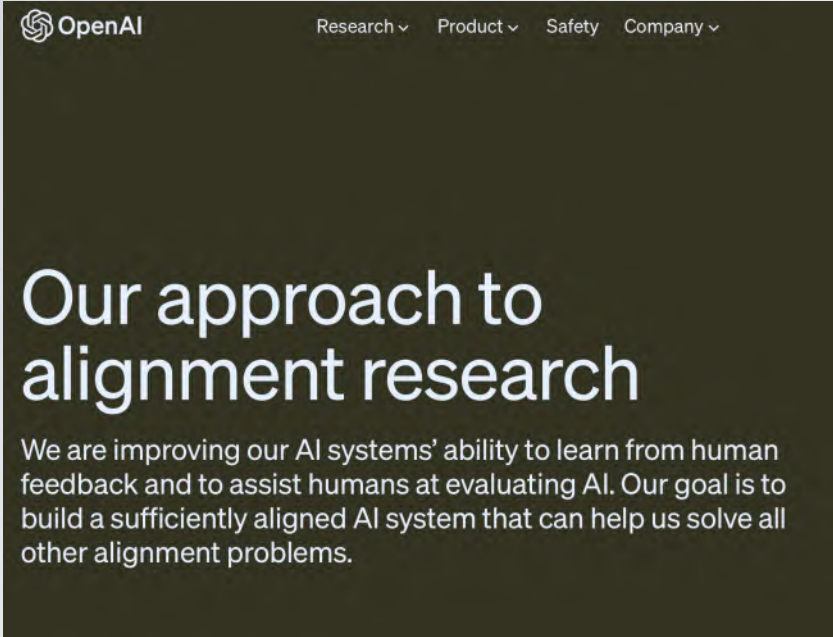 OpenAI Research Product Safety Company
Our approach to
alignment research
We are improving our AI systems’ ability to learn from human
feedback and to assist humans at evaluating AI. Our goal is to
build a sufficiently aligned AI system that can help us solve all
other alignment problems.